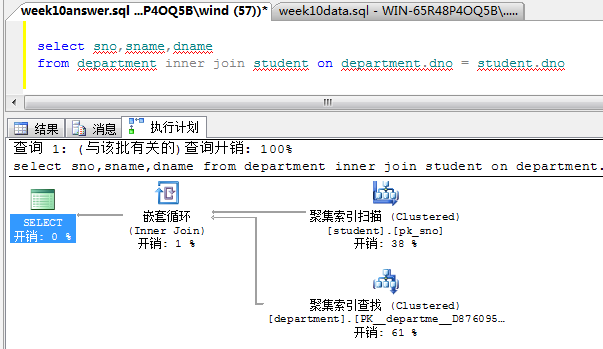 week10answer.sql ...P4OQ5B\wind (57))* week10data.sql - WIN-65R48P4OQ5B\.....
select sno,sname,dname
from department inner join student on department.dno = student.dno
结果 消息 执行计划
查询 1: (与该批有关的)查询开销: 100%
select sno,sname,dname from department inner join student on department.
SELECT
开销: 0 %
嵌套循环
(Inner Join)
开销: 1 %
聚集索引扫描 (Clustered)
[student].[pk_sno]
开销: 38 %
聚集索引查找 (Clustered)
[department].[PK__departme__D876095…
开销: 61 %